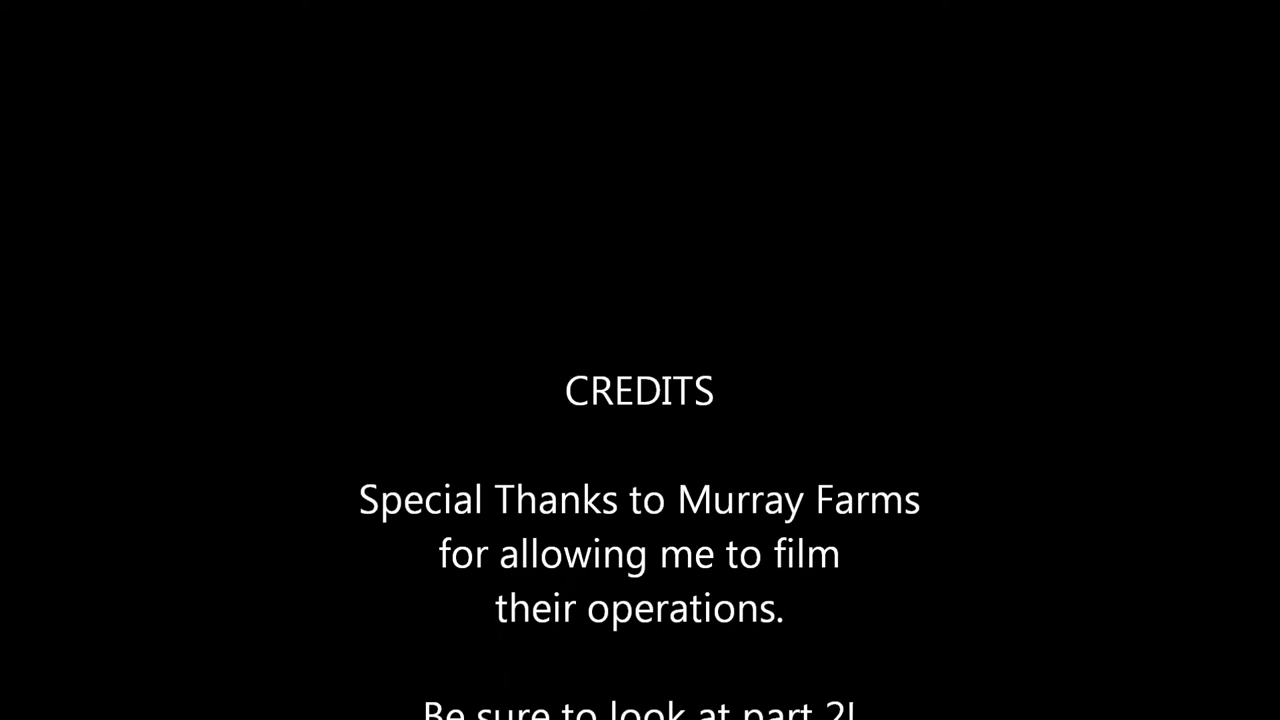 CREDITS
Special Thanks to Murray Farms
for allowing me to film
their operations.
Be sure to look at part 2!